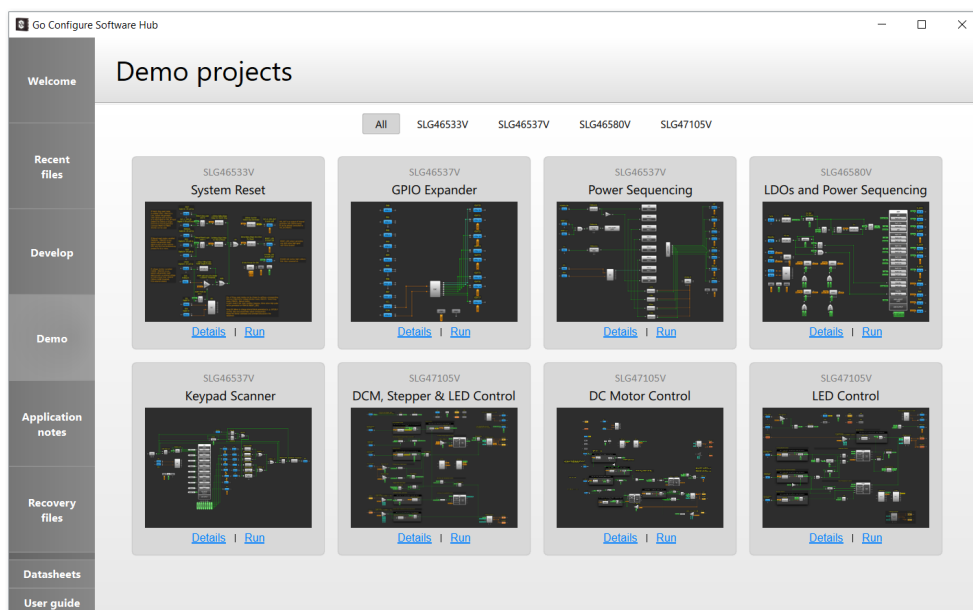 Go Configure Software Hub
Welcome
Recent
files
Develop
Demo
Application
notes
Recovery
files
Datasheets
User guide
Demo projects
All SLG46533V SLG46537V SLG46580V SLG47105V
SLG46533V
System Reset
Details | Run
SLG46537V
GPIO Expander
Details | Run
SLG46537V
Power Sequencing
Details | Run
SLG46580V
LDOs and Power Sequencing
Details | Run
SLG46537V
Keypad Scanner
Details | Run
SLG47105V
DCM, Stepper & LED Control
Details | Run
SLG47105V
DC Motor Control
Details | Run
SLG47105V
LED Control
Details | Run